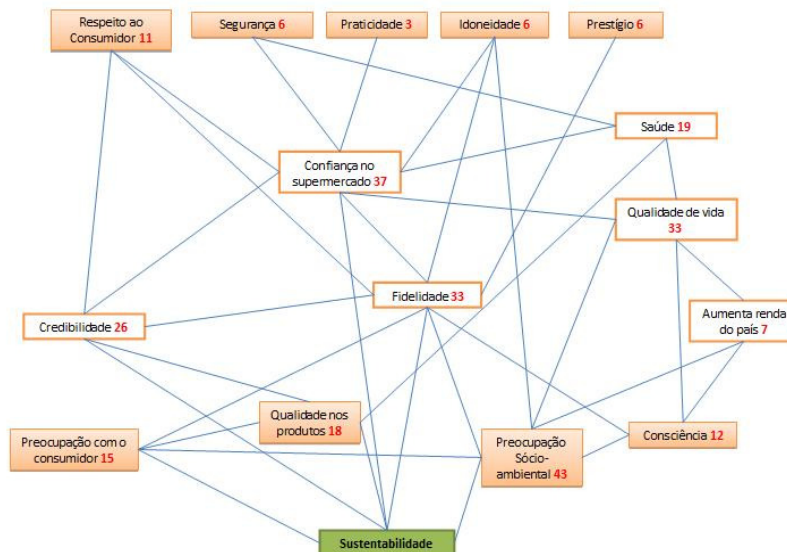 Respeito ao
Consumidor 11
Segurança 6
Praticidade 3
Idoneidade 6
Prestígio 6
Saúde 19
Confiança no
supermercado 37
Qualidade de vida
33
Fidelidade 33
Credibilidade 26
Aumenta renda
do país 7
Qualidade nos
produtos 18
Preocupação com o
consumidor 15
Preocupação
Sócio-
ambiental 43
Consciência 12
Sustentabilidade